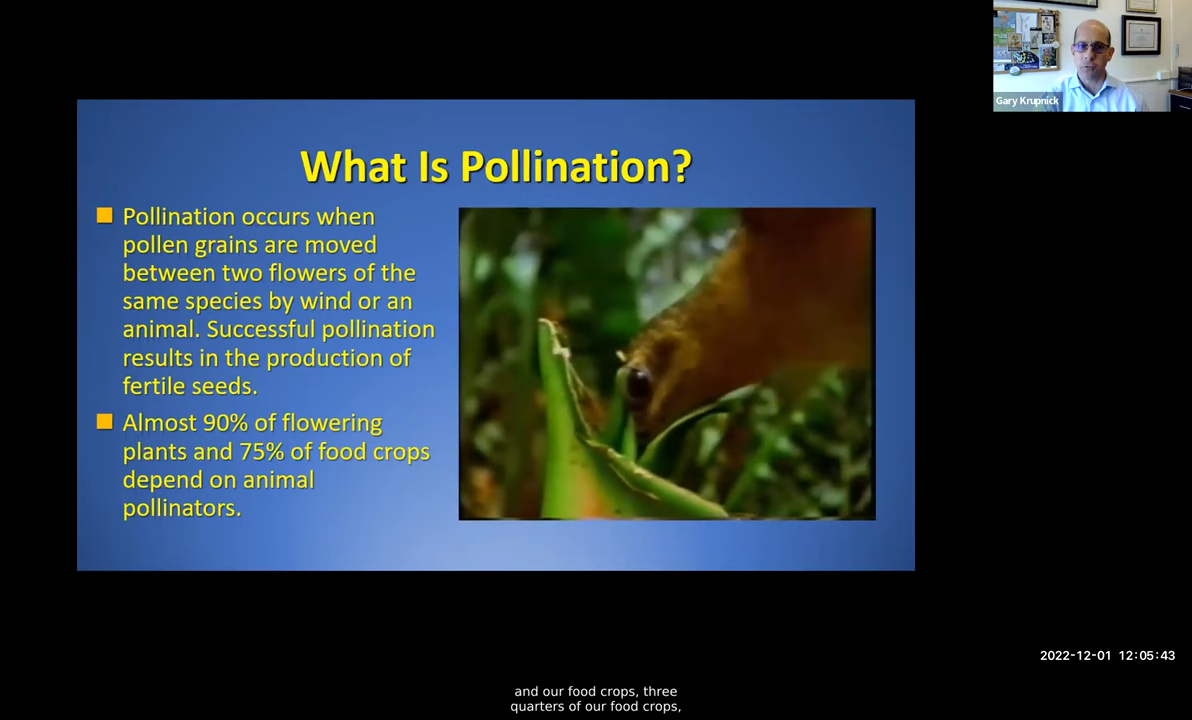 Gary Krupnick
What Is Pollination?
Pollination occurs when
pollen grains are moved
between two flowers of the
same species by wind or an
animal. Successful pollination
results in the production of
fertile seeds.
Almost 90% of flowering
plants and 75% of food crops
depend on animal
pollinators.
2022-12-01 12:05:43
and our food crops, three
quarters of our food crops,